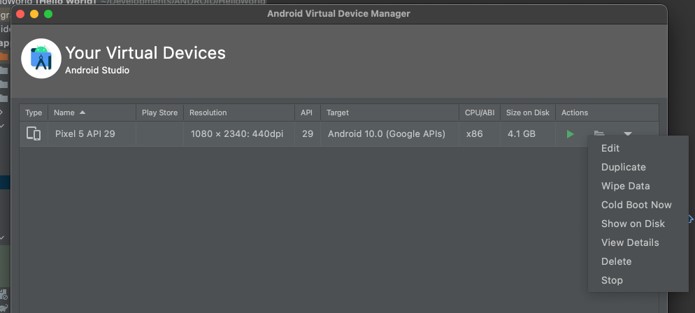 Android Virtual Device Manager
Your Virtual Devices
Android Studio
Type Name Play Store Resolution API Target CPU/ABI Size on Disk Actions
Pixel 5 API 29 1080 × 2340: 440dpi 29 Android 10.0 (Google APIs) x86 4.1 GB
Edit
Duplicate
Wipe Data
Cold Boot Now
Show on Disk
View Details
Delete
Stop